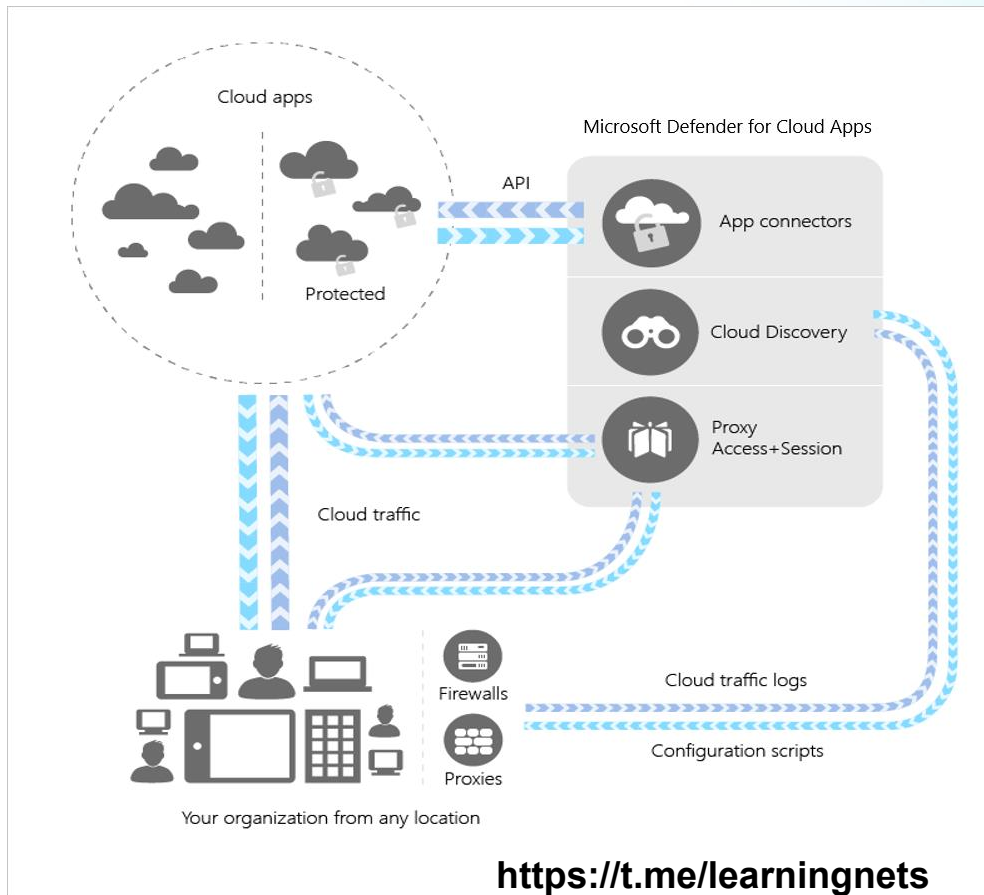 Cloud apps
Protected
API
Microsoft Defender for Cloud Apps
App connectors
Cloud Discovery
Proxy
Access+Session
Cloud traffic
Firewalls
Proxies
Cloud traffic logs
Configuration scripts
Your organization from any location
https://t.me/learningnets